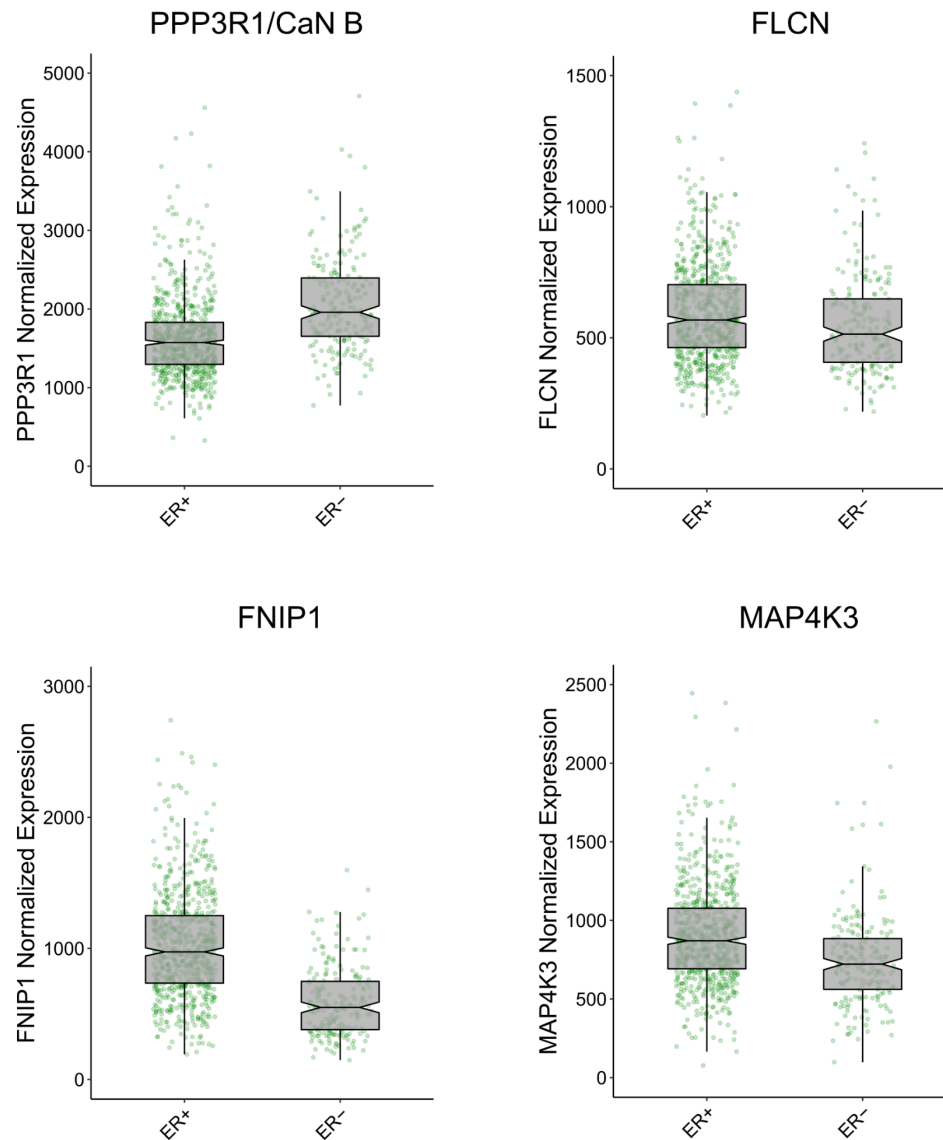 PPP3R1/CaN B
PPP3R1 Normalized Expression
5000
4000
3000
2000
1000
0
ER+
ER−
FLCN
FLCN Normalized Expression
1500
1000
500
0
ER+
ER−
FNIP1
FNIP1 Normalized Expression
3000
2000
1000
0
ER+
ER−
MAP4K3
MAP4K3 Normalized Expression
2500
2000
1500
1000
500
0
ER+
ER−